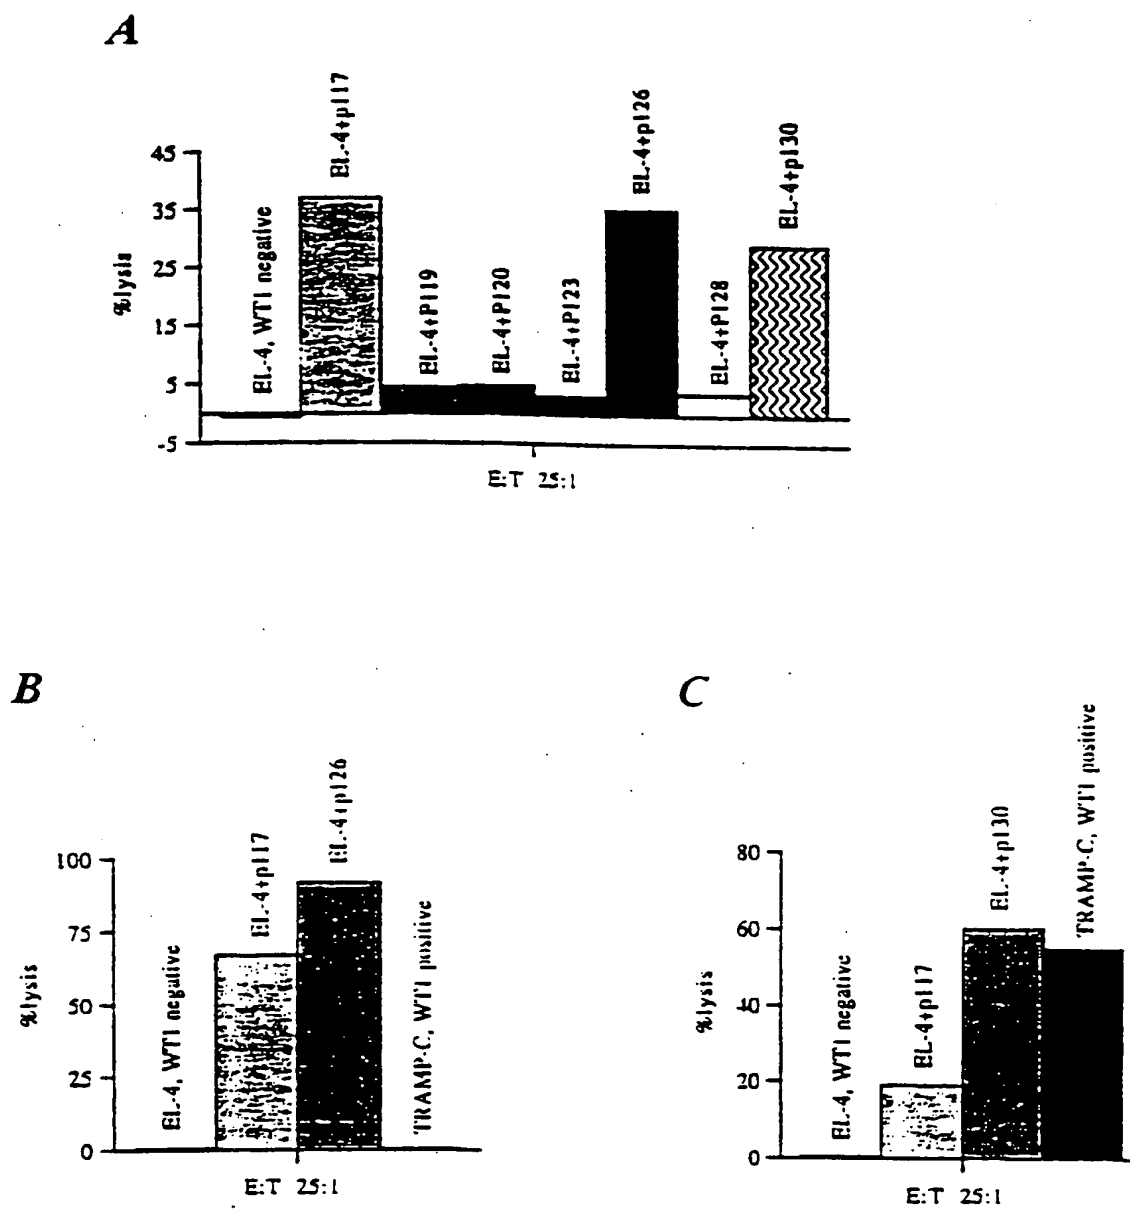 A
EL-4, WT1 negative
EL-4+p117
EL-4+P119
EL-4+P120
EL-4+P123
EL-4+p126
EL-4+P128
EL-4+p130
%lysis
45
35
25
15
5
-5
E:T 25:1
B
EL-4, WT1 negative
EL-4+p117
EL-4+p126
TRAMP-C, WT1 positive
%lysis
100
75
50
25
0
E:T 25:1
C
EL-4, WT1 negative
EL-4+p117
EL-4+p130
TRAMP-C, WT1 positive
%lysis
80
60
40
20
0
E:T 25:1